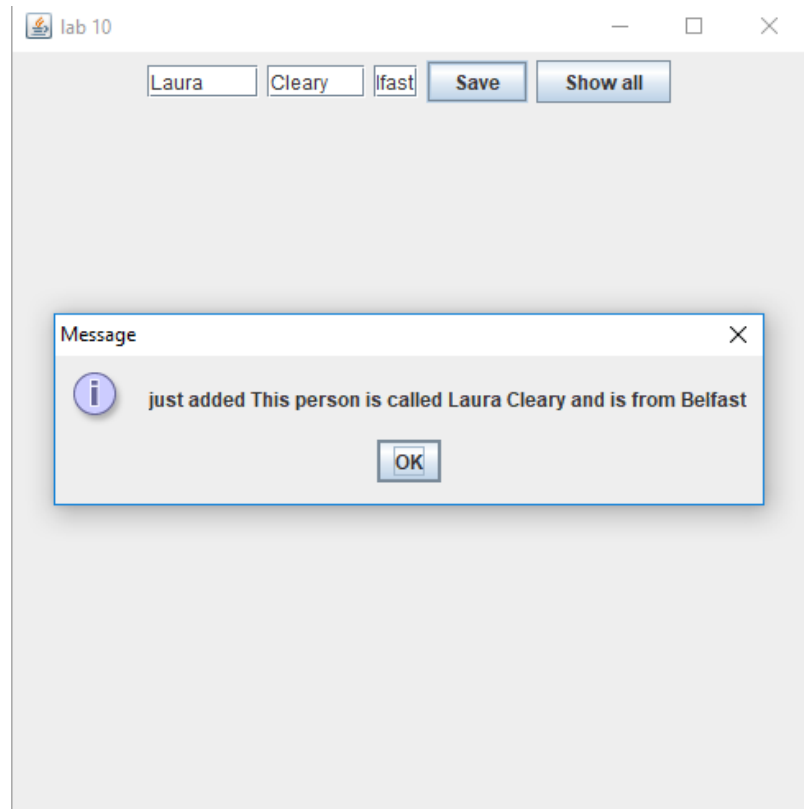 lab 10
Laura Cleary lfast Save Show all
Message
i just added This person is called Laura Cleary and is from Belfast
OK